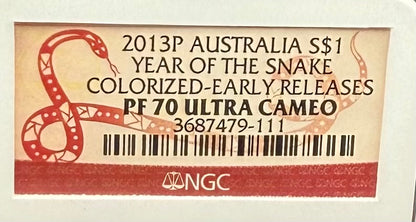 2013P AUSTRALIA S$1
YEAR OF THE SNAKE
COLORIZED-EARLY RELEASES
PF 70 ULTRA CAMEO
3687479-111
NGC